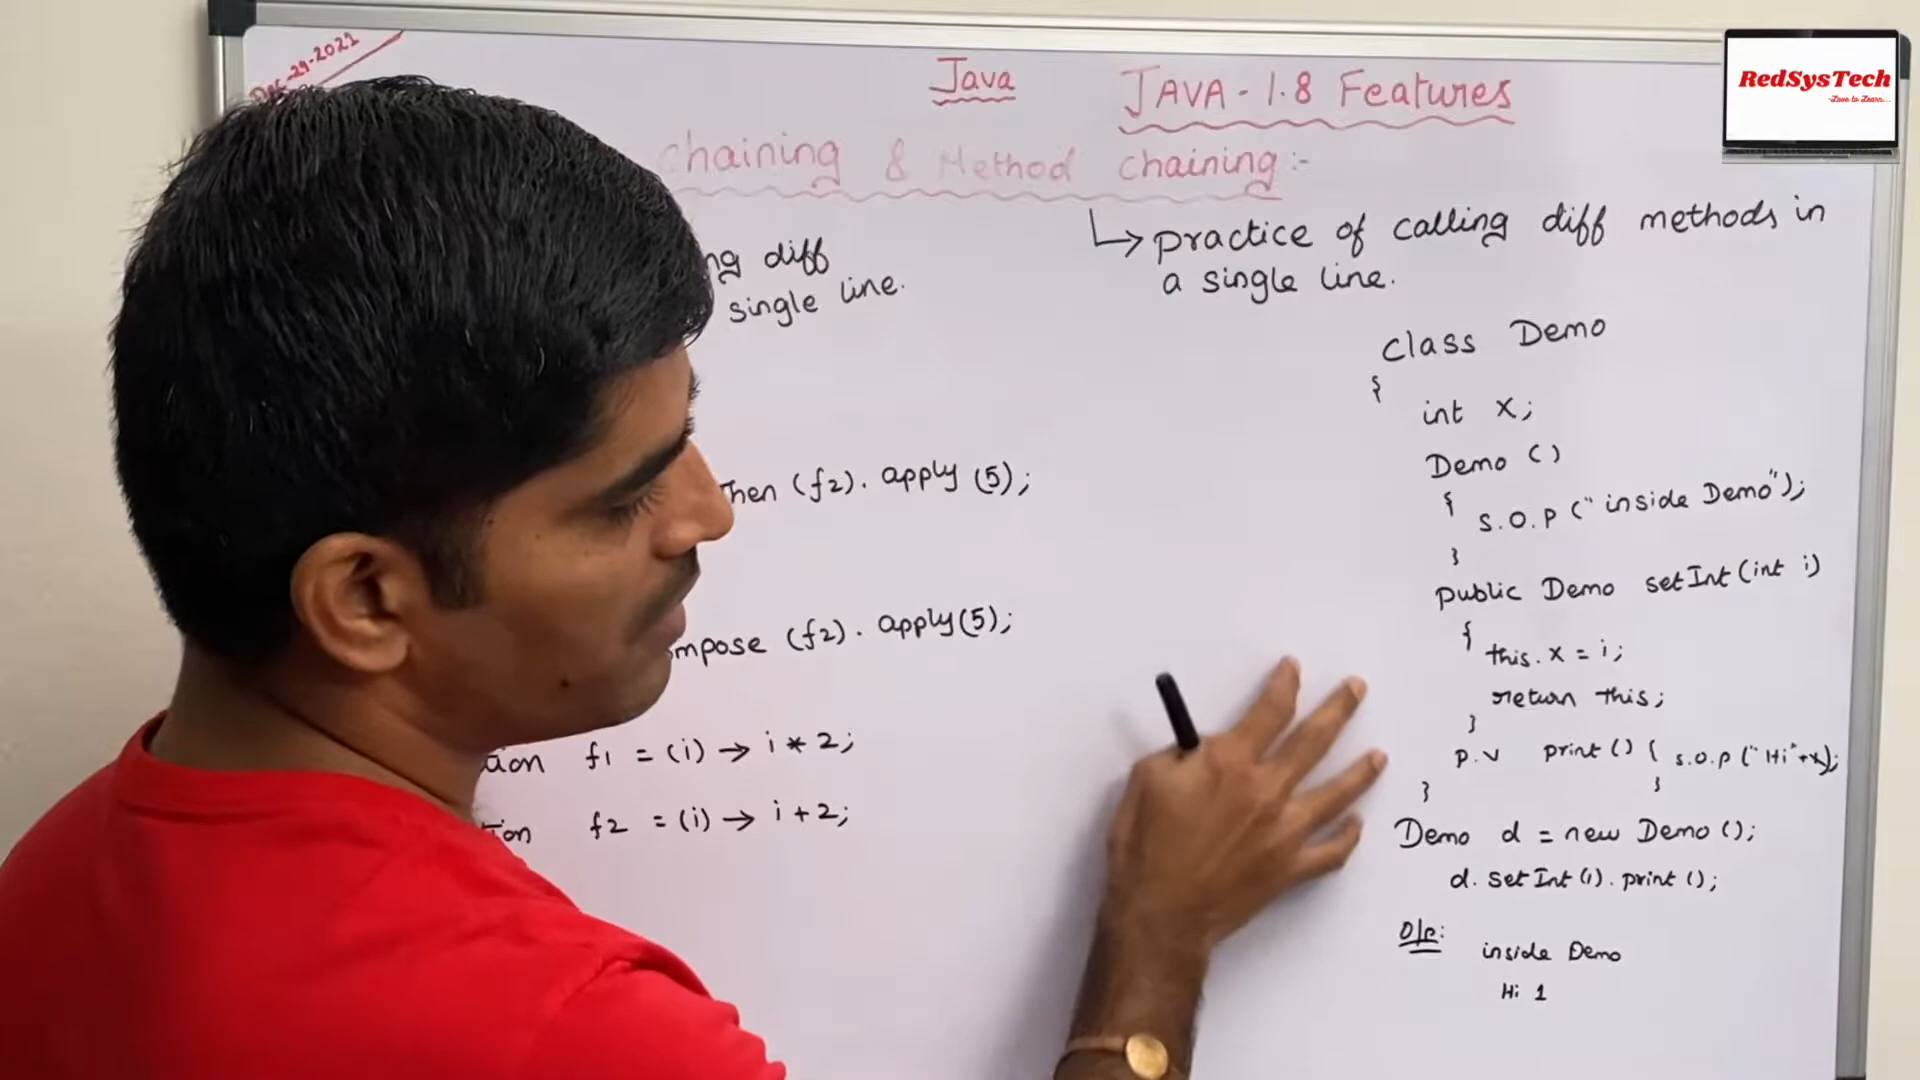 Dec-29-2021
Java
JAVA - 1.8 Features
RedSysTech
-Love to Learn...
chaining & Method chaining:-
diff
single line.
↳ practice of calling diff methods in
a single line.
Then (f2). apply (5);
mpose (f2). apply(5);
f1 = (i) → i * 2;
f2 = (i) → i + 2;
class Demo
{
int x;
Demo ()
{
s.o.p ("inside Demo");
}
public Demo setInt(int i)
{
this.x = i;
return this;
}
p.v print() { s.o.p ("Hi"+x);
}
}
Demo d = new Demo();
d. setInt(1). print();
O/p:
inside Demo
Hi 1